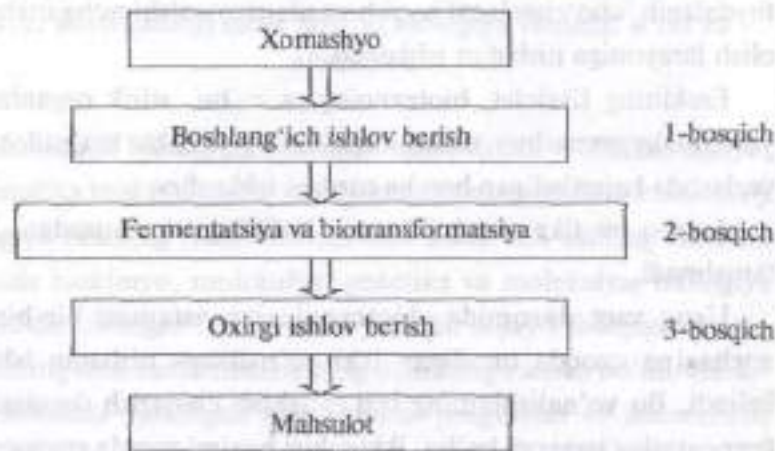 Xomashyo
Boshlang'ich ishlov berish 1-bosqich
Fermentatsiya va biotransformatsiya 2-bosqich
Oxirgi ishlov berish 3-bosqich
Mahsulot